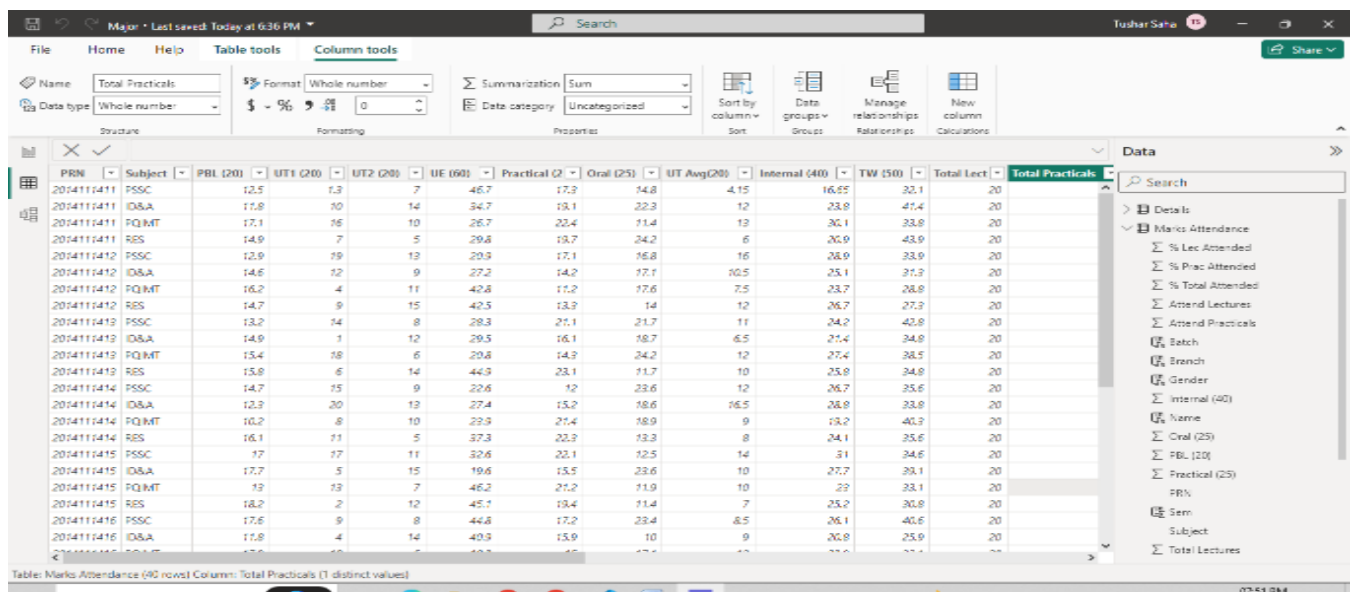 Major • Last saved: Today at 6:36 PM
Search
Tushar Saha TS
File Home Help Table tools Column tools
Share
Name Total Practicals
Format Whole number
Summarization Sum
Data type Whole number
$ % 0
Data category Uncategorized
Sort by column
Data groups
Manage relationships
New column
Structure Formatting Properties Sort Groups Relationships Calculations
PRN Subject PBL (20) UT1 (20) UT2 (20) UE (60) Practical (2 Oral (25) UT Avg(20) Internal (40) TW (50) Total Lect Total Practicals
2014111411 PSSC 12.5 1.3 7 46.7 17.3 14.8 4.15 16.65 32.1 20
2014111411 ID&A 11.8 10 14 34.7 19.1 22.3 12 23.8 41.4 20
2014111411 PQIMT 17.1 16 10 26.7 22.4 11.4 13 30.1 33.8 20
2014111411 RES 14.9 7 5 29.8 19.7 24.2 6 20.9 43.9 20
2014111412 PSSC 12.9 19 13 29.9 17.1 16.8 16 28.9 33.9 20
2014111412 ID&A 14.6 12 9 27.2 14.2 17.1 10.5 25.1 31.3 20
2014111412 PQIMT 16.2 4 11 42.8 11.2 17.6 7.5 23.7 28.8 20
2014111412 RES 14.7 9 15 42.5 13.3 14 12 26.7 27.3 20
2014111413 PSSC 13.2 14 8 28.3 21.1 21.7 11 24.2 42.8 20
2014111413 ID&A 14.9 1 12 29.5 16.1 18.7 6.5 21.4 34.8 20
2014111413 PQIMT 15.4 18 6 20.8 14.3 24.2 12 27.4 38.5 20
2014111413 RES 15.8 6 14 44.9 23.1 11.7 10 25.8 34.8 20
2014111414 PSSC 14.7 15 9 22.6 12 23.6 12 26.7 35.6 20
2014111414 ID&A 12.3 20 13 27.4 15.2 18.6 16.5 28.8 33.8 20
2014111414 PQIMT 10.2 8 10 23.9 21.4 18.9 9 19.2 40.3 20
2014111414 RES 16.1 11 5 37.3 22.3 13.3 8 24.1 35.6 20
2014111415 PSSC 17 17 11 32.6 22.1 12.5 14 31 34.6 20
2014111415 ID&A 17.7 5 15 19.6 15.5 23.6 10 27.7 39.1 20
2014111415 PQIMT 13 13 7 46.2 21.2 11.9 10 23 33.1 20
2014111415 RES 18.2 2 12 45.1 19.4 11.4 7 25.2 30.8 20
2014111416 PSSC 17.6 9 8 44.8 17.2 23.4 8.5 26.1 40.6 20
2014111416 ID&A 11.8 4 14 40.9 15.9 10 9 20.8 25.9 20
Data
Search
Details
Marks Attendance
% Lec Attended
% Prac Attended
% Total Attended
Attend Lectures
Attend Practicals
Batch
Branch
Gender
Internal (40)
Name
Oral (25)
PBL (20)
Practical (25)
PRN
Sem
Subject
Total Lectures
Table: Marks Attendance (40 rows) Column: Total Practicals (1 distinct values)